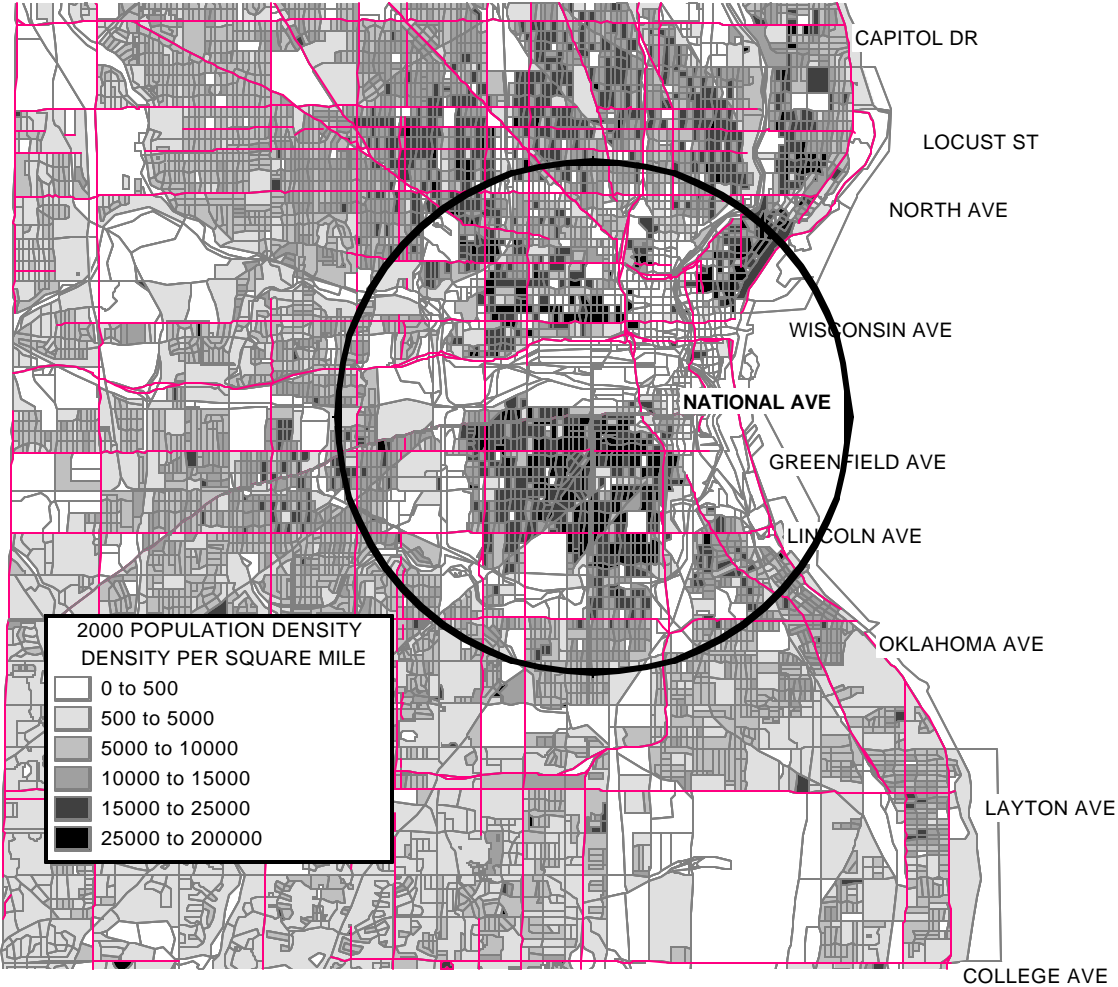 CAPITOL DR
LOCUST ST
NORTH AVE
WISCONSIN AVE
NATIONAL AVE
GREENFIELD AVE
LINCOLN AVE
OKLAHOMA AVE
LAYTON AVE
COLLEGE AVE
2000 POPULATION DENSITY
DENSITY PER SQUARE MILE
0 to 500
500 to 5000
5000 to 10000
10000 to 15000
15000 to 25000
25000 to 200000